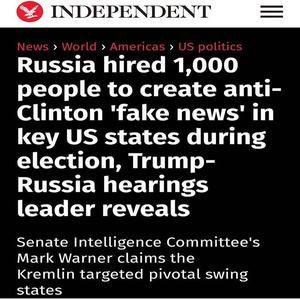 INDEPENDENT
News › World › Americas › US politics
Russia hired 1,000
people to create anti-
Clinton 'fake news' in
key US states during
election, Trump-
Russia hearings
leader reveals
Senate Intelligence Committee's
Mark Warner claims the
Kremlin targeted pivotal swing
states